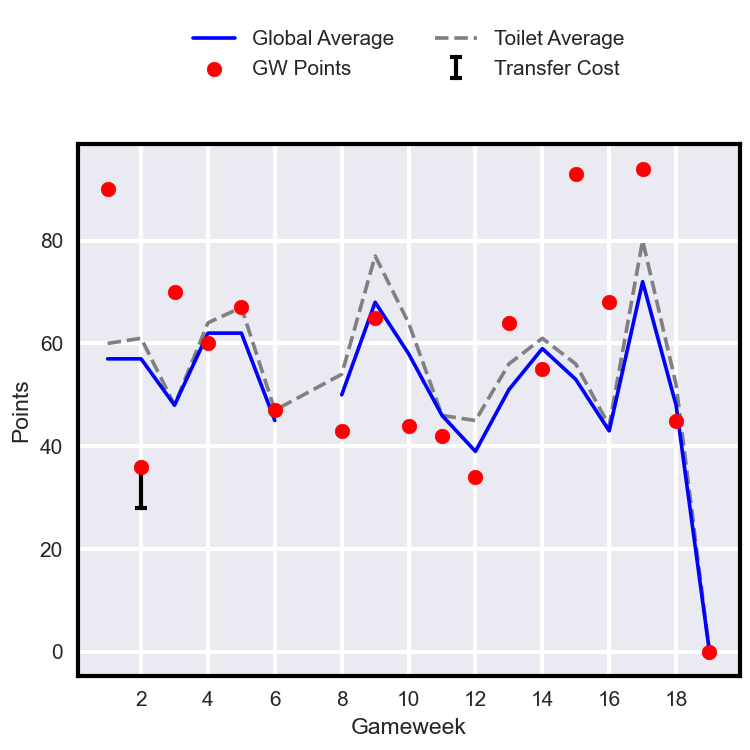 Global Average
Toilet Average
GW Points
Transfer Cost
80
60
40
20
0
Points
2 4 6 8 10 12 14 16 18
Gameweek